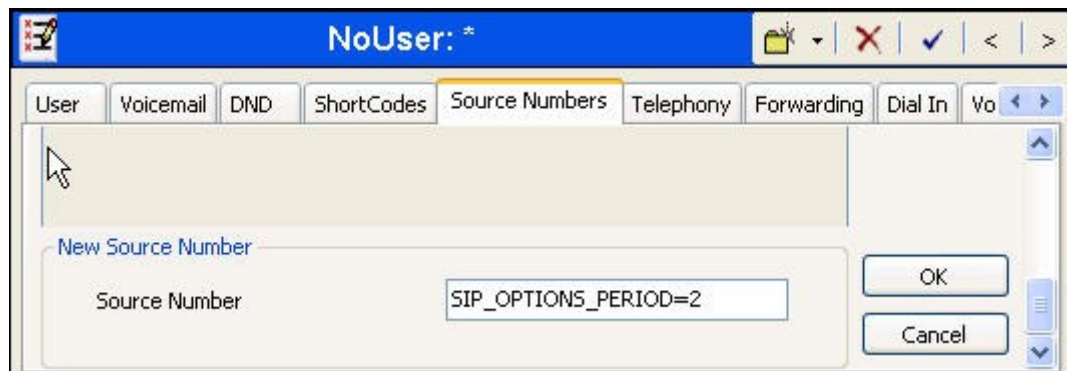 NoUser: *
< >
User Voicemail DND ShortCodes Source Numbers Telephony Forwarding Dial In Vo
New Source Number
Source Number SIP_OPTIONS_PERIOD=2
OK
Cancel